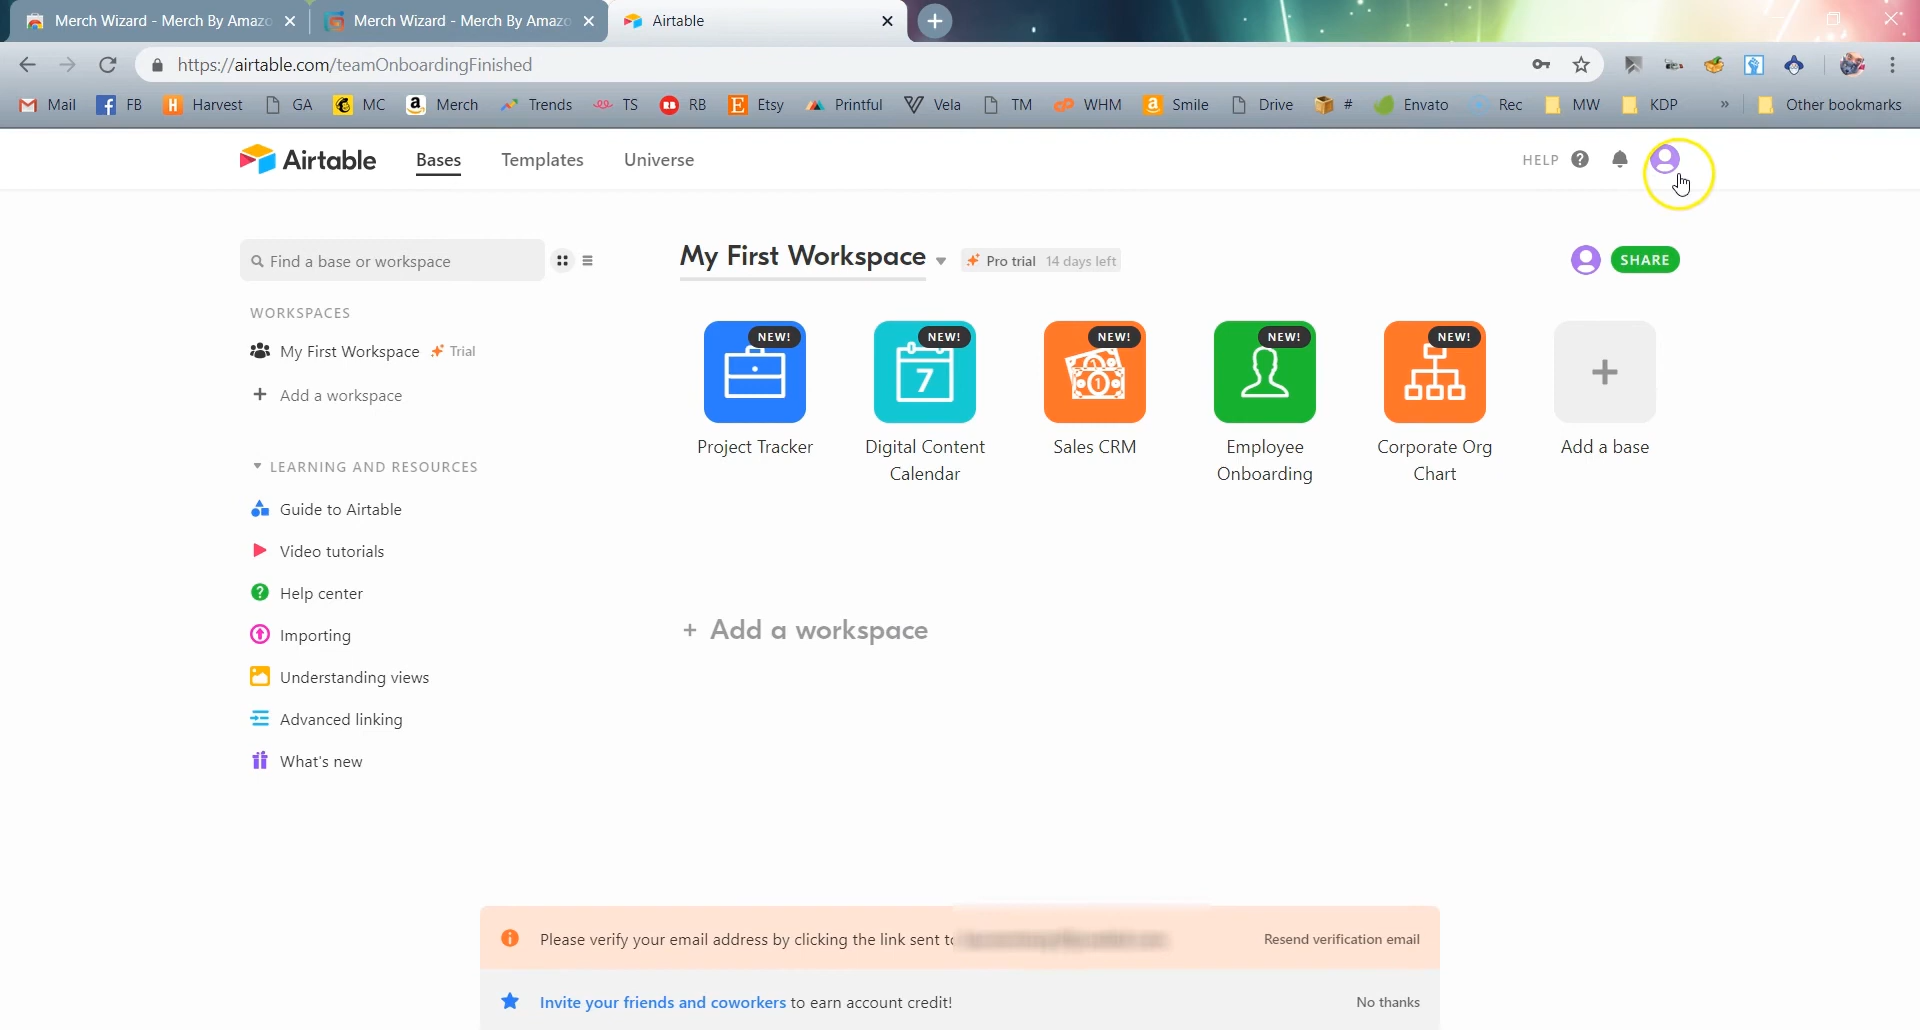 Merch Wizard - Merch By Amazo
Merch Wizard - Merch By Amazo
Airtable
https://airtable.com/teamOnboardingFinished
Mail FB Harvest GA MC Merch Trends TS RB Etsy Printful Vela TM WHM Smile Drive # Envato Rec MW KDP » Other bookmarks
Airtable Bases Templates Universe HELP
Find a base or workspace
My First Workspace Pro trial 14 days left SHARE
WORKSPACES
My First Workspace Trial
Add a workspace
NEW! NEW! NEW! NEW! NEW!
7
Project Tracker
Digital Content
Calendar
Sales CRM
Employee
Onboarding
Corporate Org
Chart
Add a base
LEARNING AND RESOURCES
Guide to Airtable
Video tutorials
Help center
Importing
Understanding views
Advanced linking
What's new
+ Add a workspace
Please verify your email address by clicking the link sent to
Resend verification email
Invite your friends and coworkers to earn account credit!
No thanks